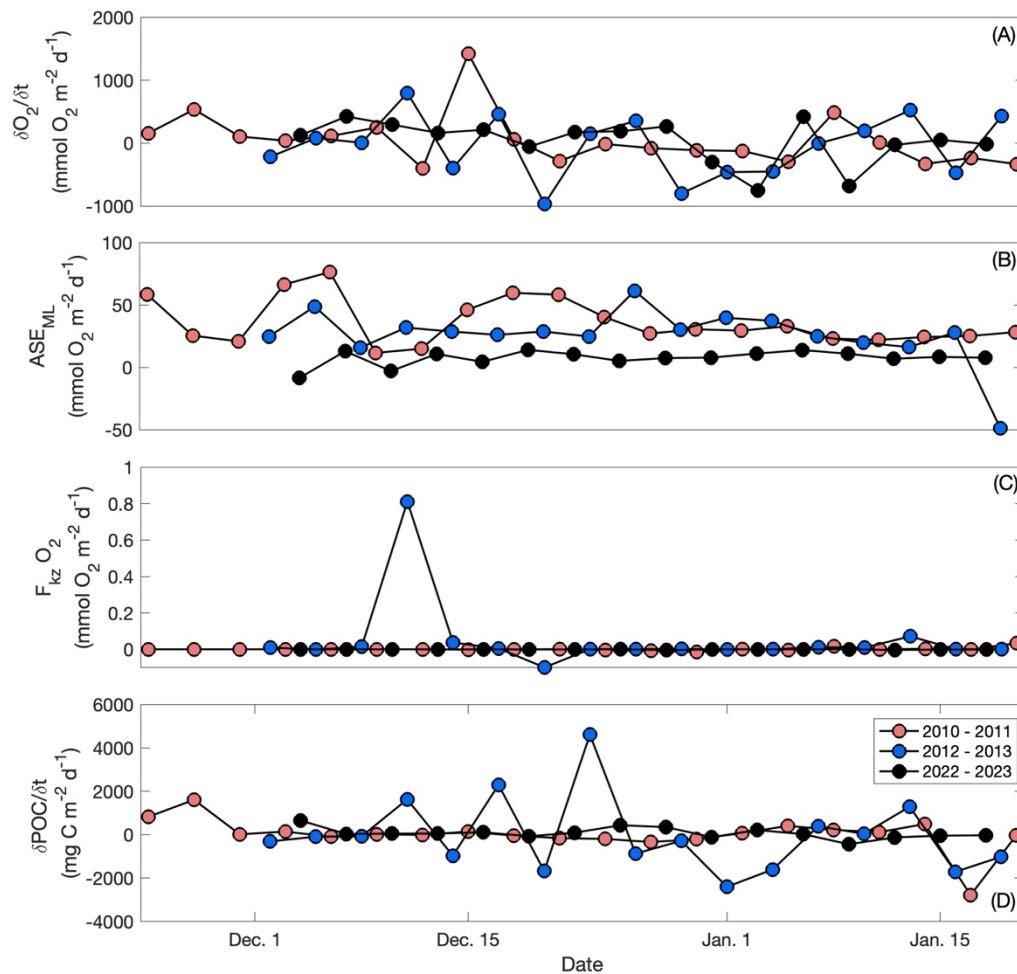 2000
(A)
1000
0
-1000
δO₂/δt
(mmol O₂ m⁻² d⁻¹)
100
(B)
50
0
-50
ASE_ML
(mmol O₂ m⁻² d⁻¹)
1
(C)
0.8
0.6
0.4
0.2
0
F_kz O₂
(mmol O₂ m⁻² d⁻¹)
6000
4000
2000
0
-2000
-4000
δPOC/δt
(mg C m⁻² d⁻¹)
2010 - 2011
2012 - 2013
2022 - 2023
(D)
Dec. 1
Dec. 15
Jan. 1
Jan. 15
Date